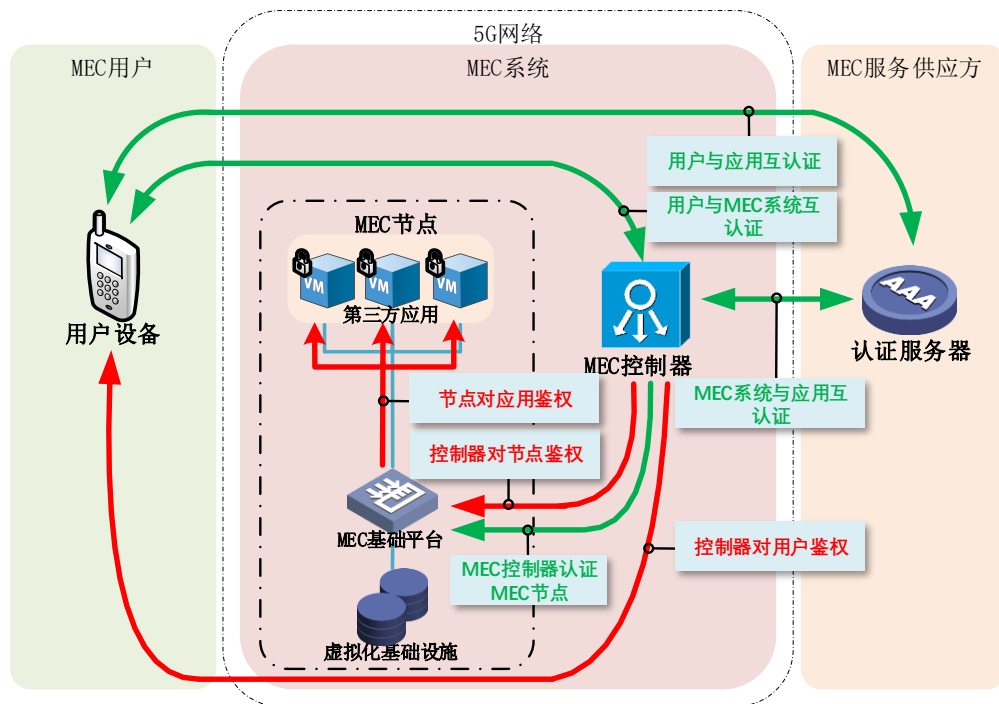 5G网络
MEC用户
MEC系统
MEC服务供应方
用户与应用互认证
用户与MEC系统互
认证
MEC节点
VM
VM
VM
第三方应用
用户设备
AAA
认证服务器
MEC控制器
MEC系统与应用互
认证
节点对应用鉴权
控制器对节点鉴权
MEC基础平台
控制器对用户鉴权
MEC控制器认证
MEC节点
虚拟化基础设施